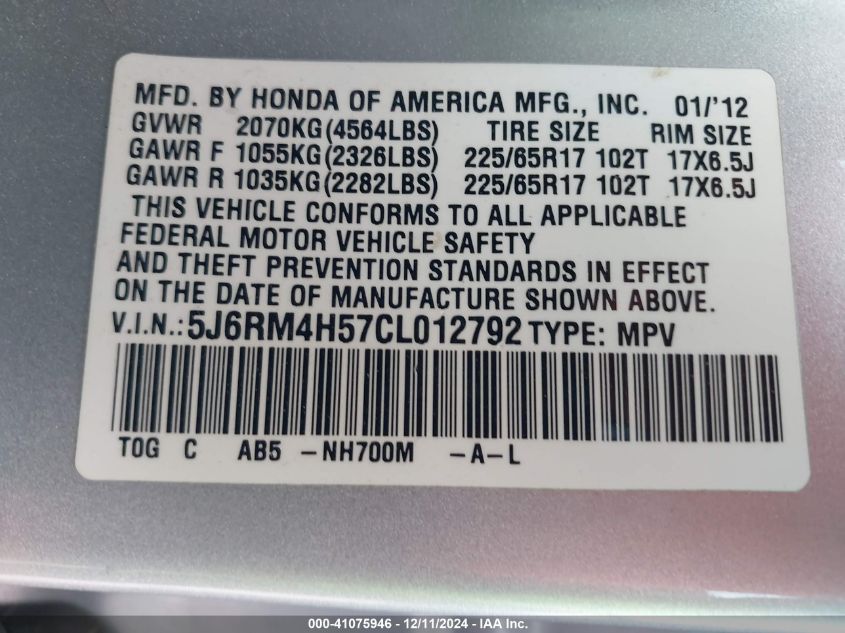 MFD. BY HONDA OF AMERICA MFG., INC. 01/'12
GVWR 2070KG(4564LBS) TIRE SIZE RIM SIZE
GAWR F 1055KG(2326LBS) 225/65R17 102T 17X6.5J
GAWR R 1035KG(2282LBS) 225/65R17 102T 17X6.5J
THIS VEHICLE CONFORMS TO ALL APPLICABLE
FEDERAL MOTOR VEHICLE SAFETY
AND THEFT PREVENTION STANDARDS IN EFFECT
ON THE DATE OF MANUFACTURE SHOWN ABOVE.
V.I.N.: 5J6RM4H57CL012792 TYPE: MPV
T0G C AB5 -NH700M -A-L
000-41075946 - 12/11/2024 - IAA Inc.